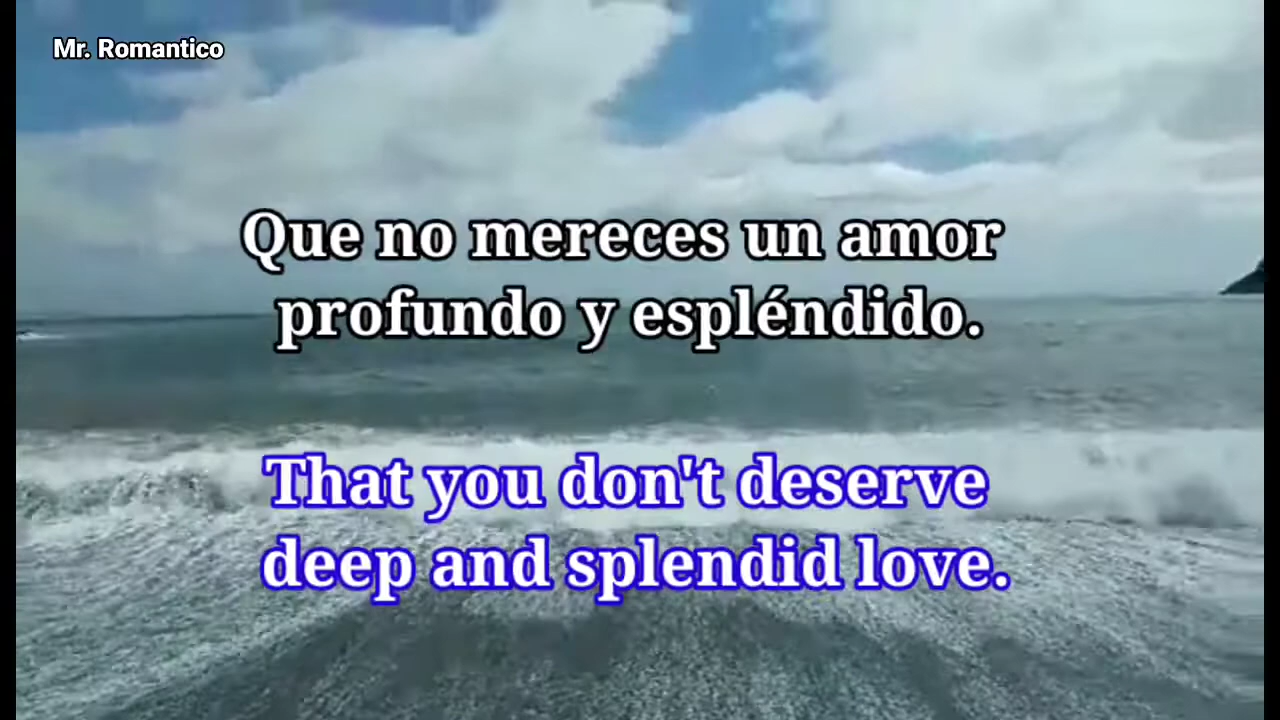 Mr. Romantico
Que no mereces un amor
profundo y espléndido.
That you don't deserve
deep and splendid love.